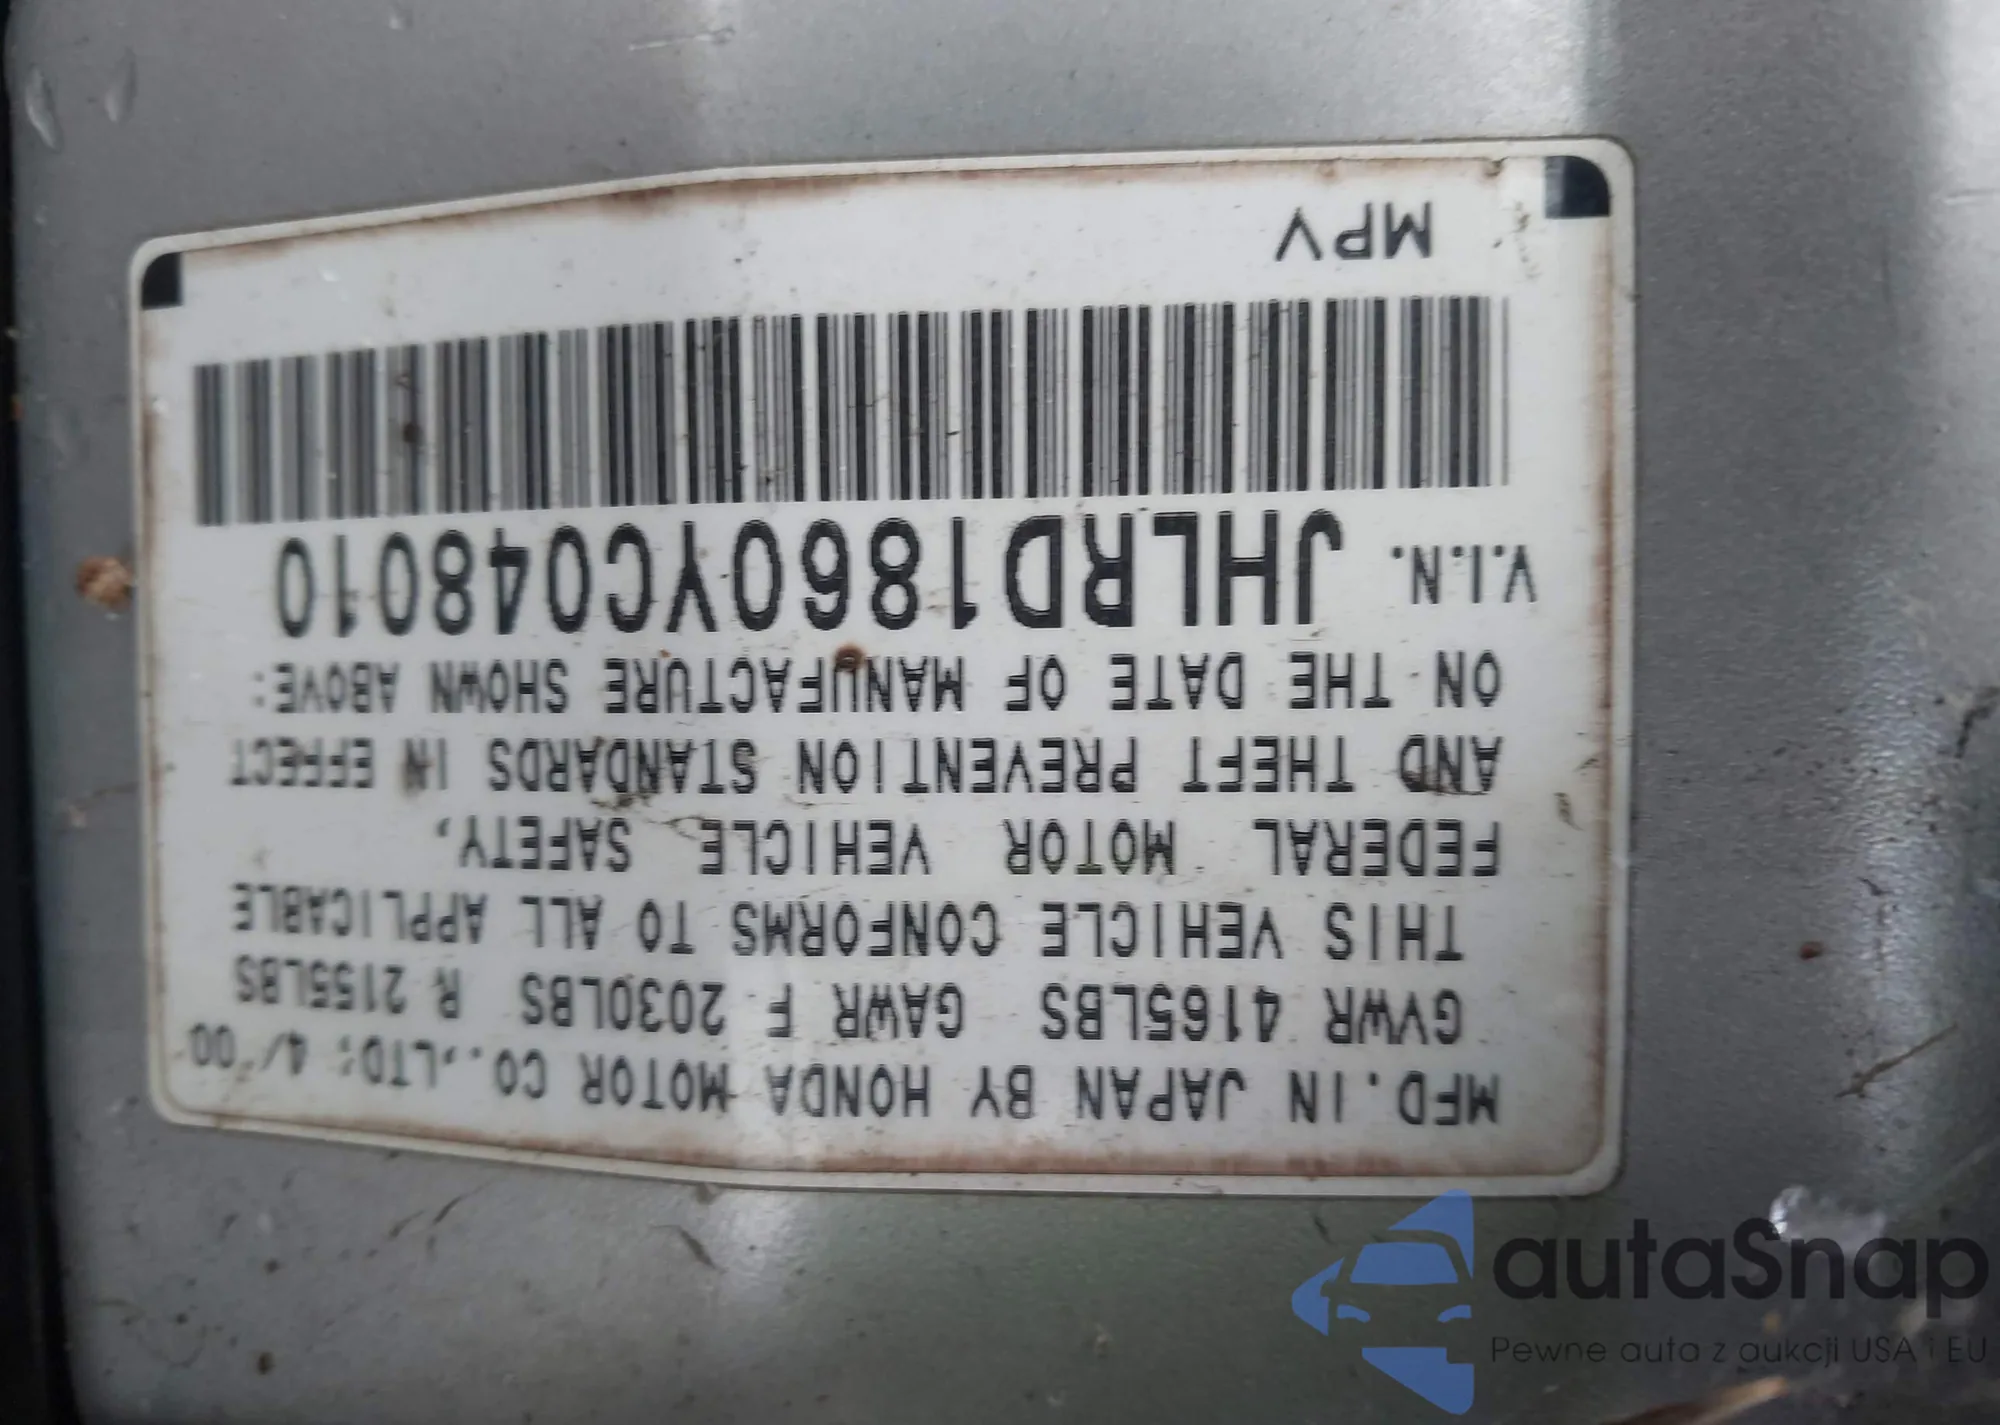 MFD. IN JAPAN BY HONDA MOTOR CO.,LTD: 4/ 00
GVWR 4165LBS GAWR F 2030LBS R 2155LBS
THIS VEHICLE CONFORMS TO ALL APPLICABLE
FEDERAL MOTOR VEHICLE SAFETY,
AND THEFT PREVENTION STANDARDS IN EFFECT
ON THE DATE OF MANUFACTURE SHOWN ABOVE:
V.I.N. JHLRD1860YC048010
MPV
autaSnap
Pewne auta z aukcji USA i EU